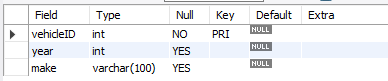 Field Type Null Key Default Extra
vehicleID int NO PRI NULL
year int YES NULL
make varchar(100) YES NULL